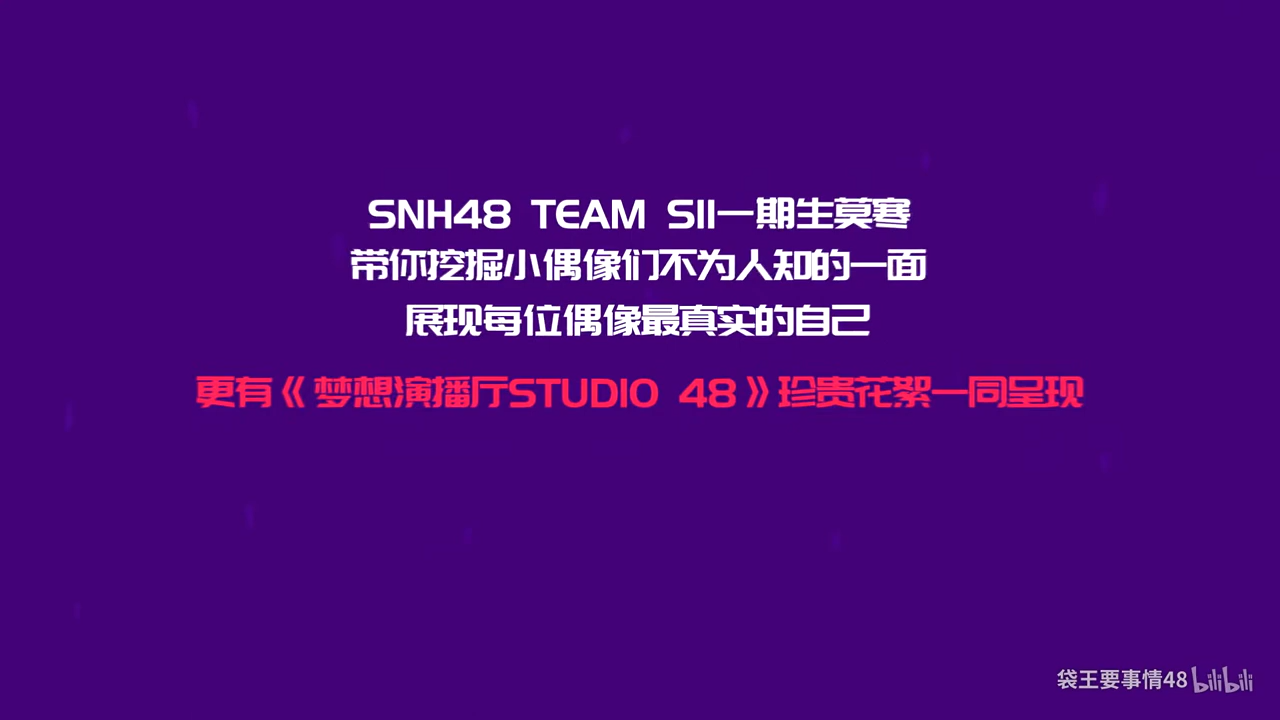 SNH48 TEAM SII一期生莫寒
带你挖掘小偶像们不为人知的一面
展现每位偶像最真实的自己
更有《梦想演播厅STUDIO 48》珍贵花絮一同呈现
袋王要事情48 bilibili